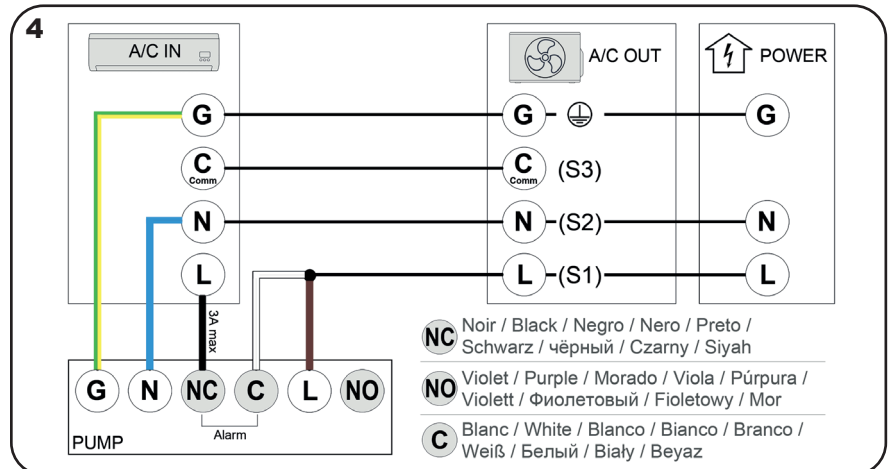 4
A/C IN
A/C OUT
POWER
G
G
G
C
Comm
C
Comm
(S3)
N
N
(S2)
N
L
L
(S1)
L
3A max
NC
Noir / Black / Negro / Nero / Preto /
Schwarz / чёрный / Czarny / Siyah
NO
Violet / Purple / Morado / Viola / Púrpura /
Violett / Фиолетовый / Fioletowy / Mor
C
Blanc / White / Blanco / Bianco / Branco /
Weiß / Белый / Biały / Beyaz
G
N
NC
C
L
NO
Alarm
PUMP